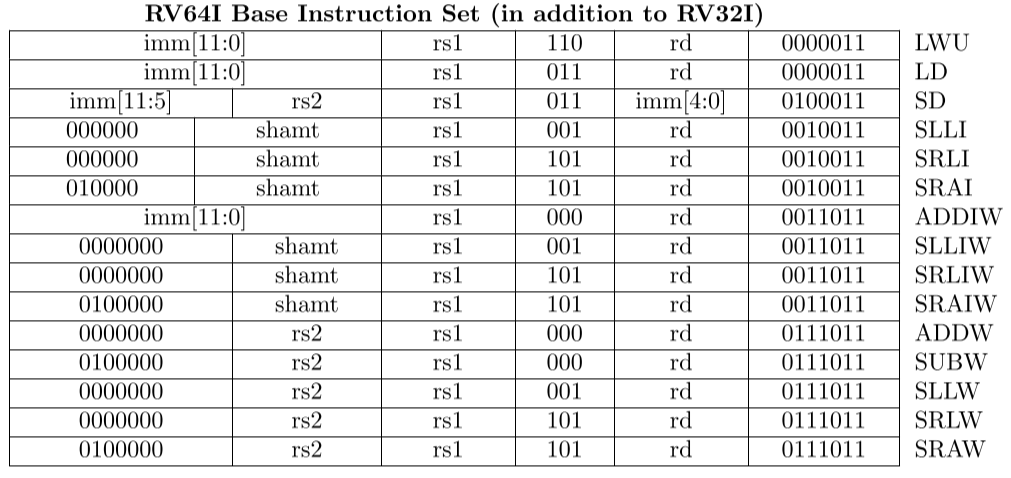 RV64I Base Instruction Set (in addition to RV32I)
imm[11:0] rs1 110 rd 0000011 LWU
imm[11:0] rs1 011 rd 0000011 LD
imm[11:5] rs2 rs1 011 imm[4:0] 0100011 SD
000000 shamt rs1 001 rd 0010011 SLLI
000000 shamt rs1 101 rd 0010011 SRLI
010000 shamt rs1 101 rd 0010011 SRAI
imm[11:0] rs1 000 rd 0011011 ADDIW
0000000 shamt rs1 001 rd 0011011 SLLIW
0000000 shamt rs1 101 rd 0011011 SRLIW
0100000 shamt rs1 101 rd 0011011 SRAIW
0000000 rs2 rs1 000 rd 0111011 ADDW
0100000 rs2 rs1 000 rd 0111011 SUBW
0000000 rs2 rs1 001 rd 0111011 SLLW
0000000 rs2 rs1 101 rd 0111011 SRLW
0100000 rs2 rs1 101 rd 0111011 SRAW